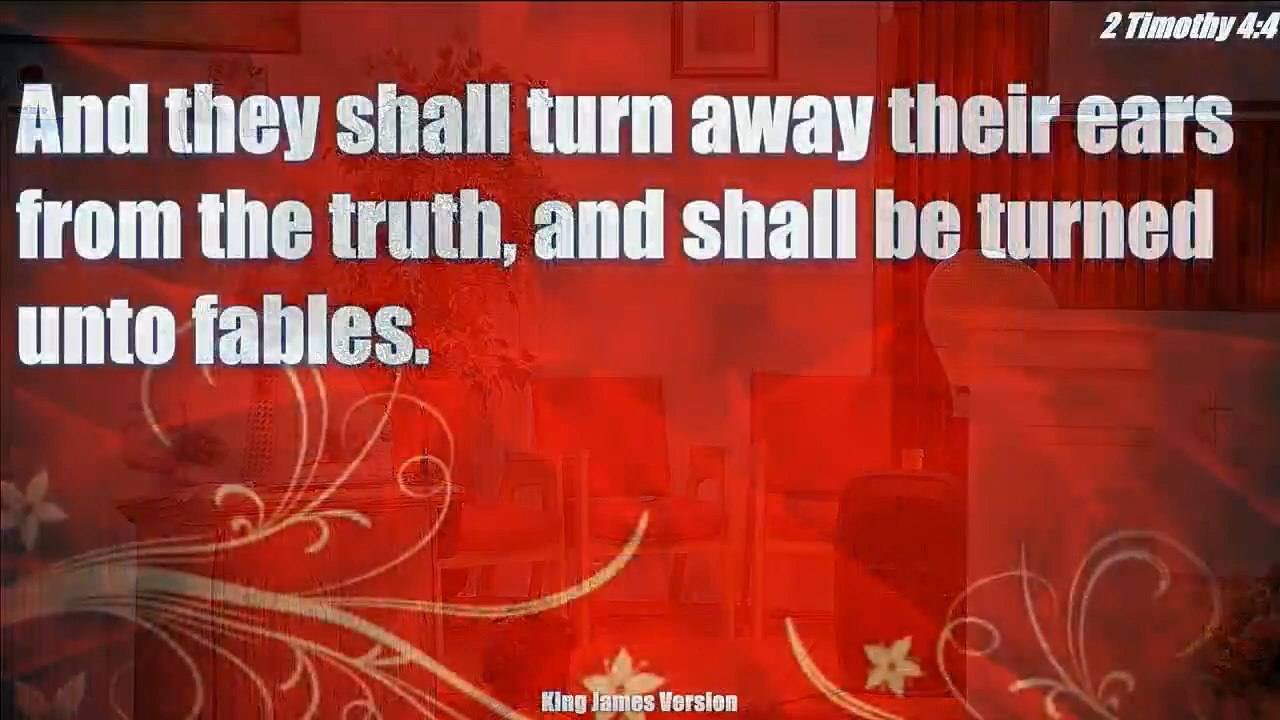 2 Timothy 4:4
And they shall turn away their ears
from the truth, and shall be turned
unto fables.
King James Version